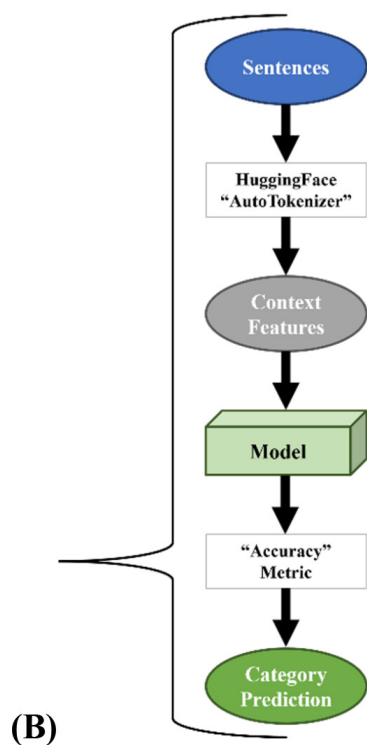 Sentences
HuggingFace
“AutoTokenizer”
Context
Features
Model
“Accuracy”
Metric
Category
Prediction
(B)